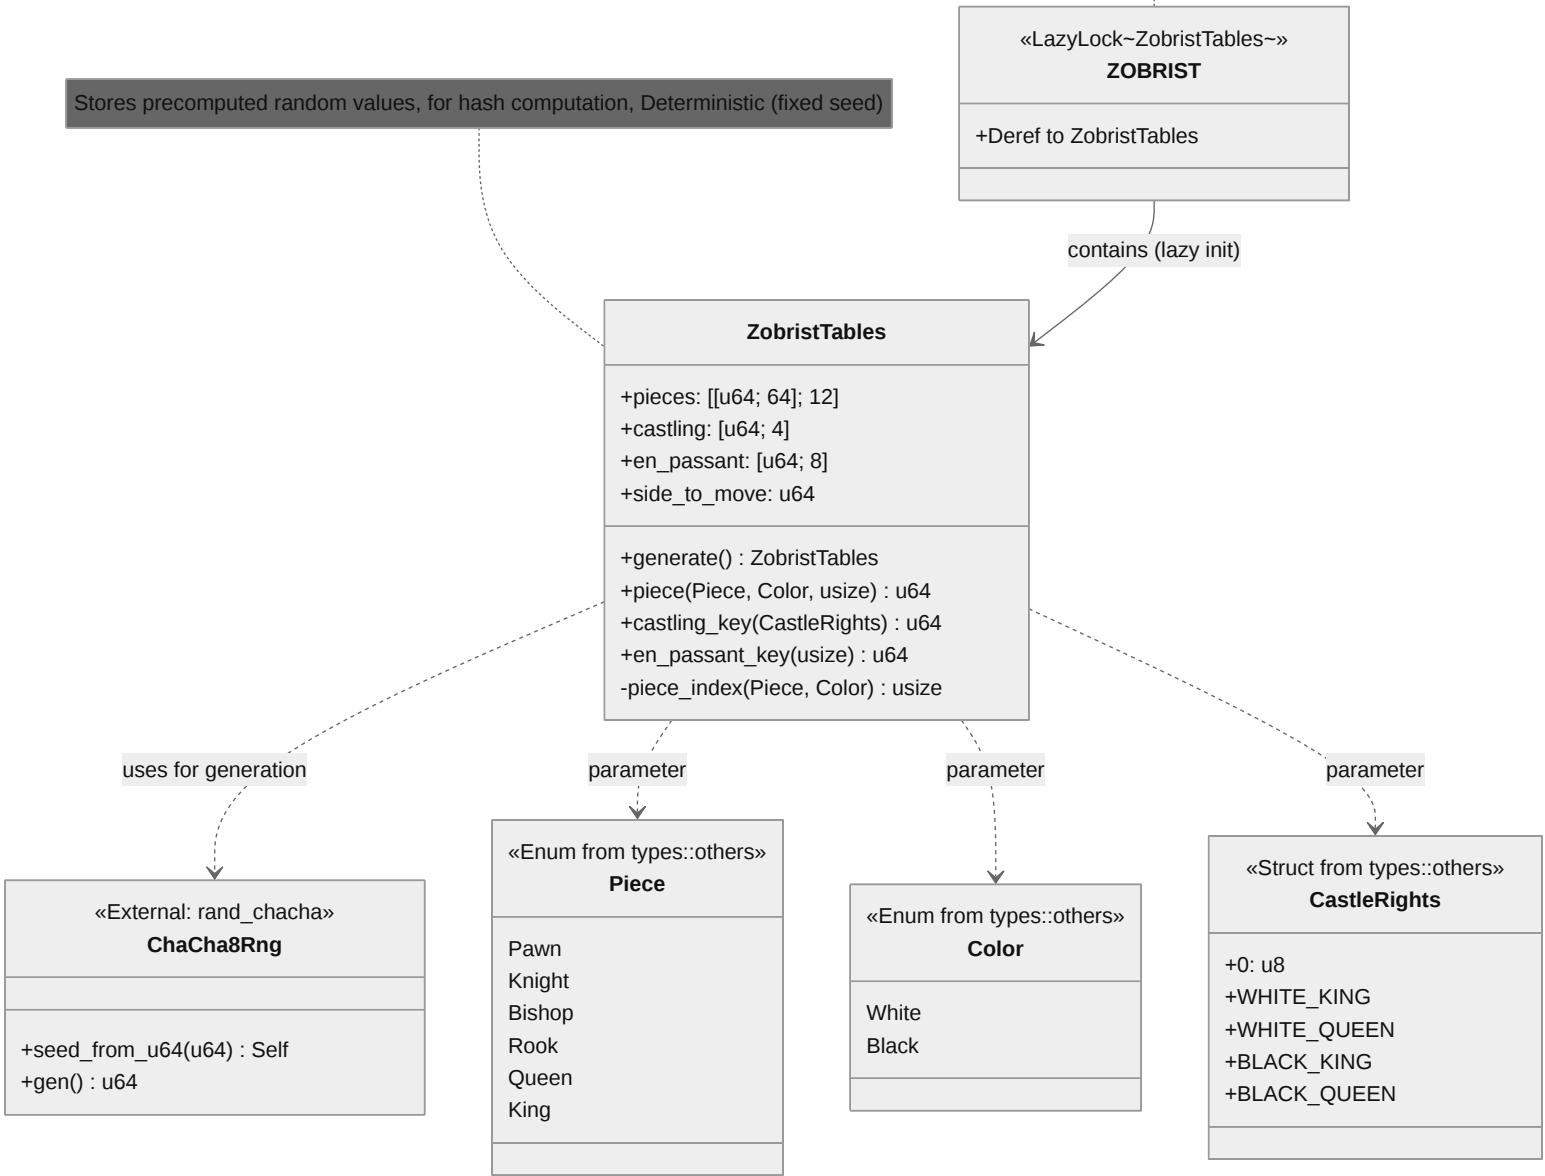 «LazyLock~ZobristTables~»
ZOBRIST
+Deref to ZobristTables
Stores precomputed random values, for hash computation, Deterministic (fixed seed)
contains (lazy init)
ZobristTables
+pieces: [[u64; 64]; 12]
+castling: [u64; 4]
+en_passant: [u64; 8]
+side_to_move: u64
+generate() : ZobristTables
+piece(Piece, Color, usize) : u64
+castling_key(CastleRights) : u64
+en_passant_key(usize) : u64
-piece_index(Piece, Color) : usize
uses for generation
parameter
parameter
parameter
«External: rand_chacha»
ChaCha8Rng
+seed_from_u64(u64) : Self
+gen() : u64
«Enum from types::others»
Piece
Pawn
Knight
Bishop
Rook
Queen
King
«Enum from types::others»
Color
White
Black
«Struct from types::others»
CastleRights
+0: u8
+WHITE_KING
+WHITE_QUEEN
+BLACK_KING
+BLACK_QUEEN